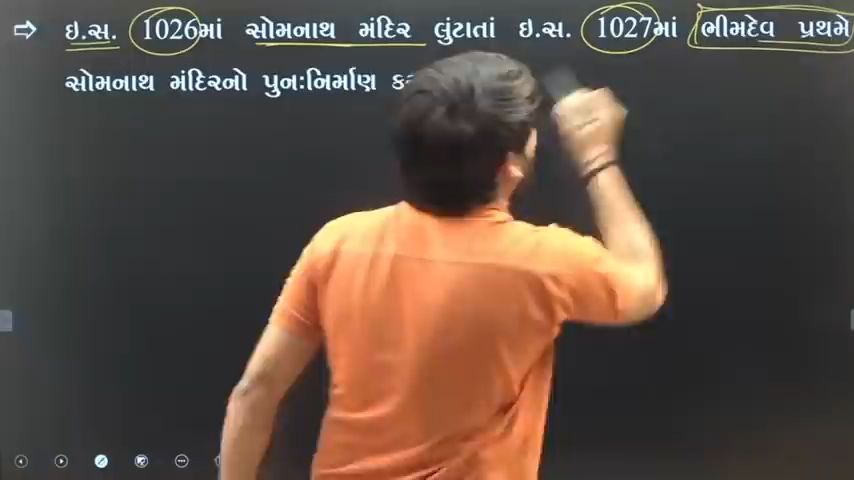 ⇨ ઇ.સ. 1026માં સોમનાથ મંદિર લુંટાતાં ઇ.સ. 1027માં ભીમદેવ પ્રથમે
સોમનાથ મંદિરનો પુનઃનિર્માણ